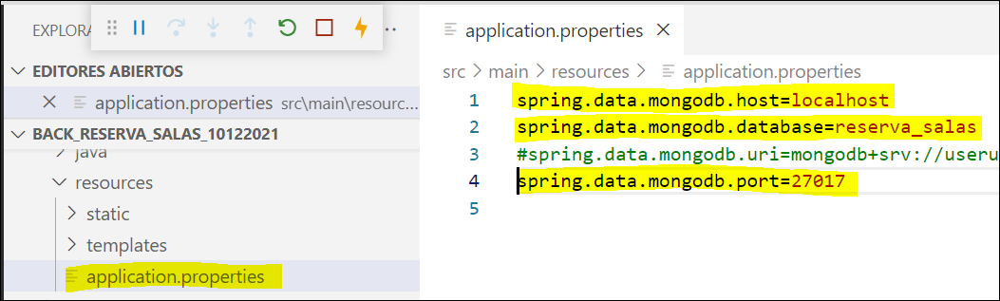 EXPLORA
EDITORES ABIERTOS
application.properties src\main\resourc...
BACK_RESERVA_SALAS_10122021
java
resources
static
templates
application.properties
application.properties
src > main > resources > application.properties
1 spring.data.mongodb.host=localhost
2 spring.data.mongodb.database=reserva_salas
3 #spring.data.mongodb.uri=mongodb+srv://useru
4 spring.data.mongodb.port=27017
5